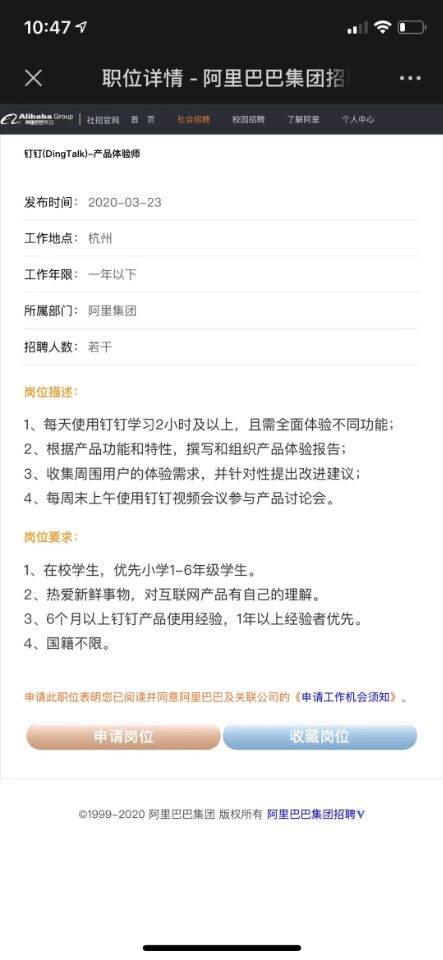 10:47
职位详情 - 阿里巴巴集团招
Alibaba Group
阿里巴巴集团
社招官网 首 页 社会招聘 校园招聘 了解阿里 个人中心
钉钉(DingTalk)-产品体验师
发布时间： 2020-03-23
工作地点： 杭州
工作年限： 一年以下
所属部门： 阿里集团
招聘人数： 若干
岗位描述：
1、每天使用钉钉学习2小时及以上，且需全面体验不同功能；
2、根据产品功能和特性，撰写和组织产品体验报告；
3、收集周围用户的体验需求，并针对性提出改进建议；
4、每周末上午使用钉钉视频会议参与产品讨论会。
岗位要求：
1、在校学生，优先小学1-6年级学生。
2、热爱新鲜事物，对互联网产品有自己的理解。
3、6个月以上钉钉产品使用经验，1年以上经验者优先。
4、国籍不限。
申请此职位表明您已阅读并同意阿里巴巴及关联公司的《申请工作机会须知》。
申请岗位 收藏岗位
©1999-2020 阿里巴巴集团 版权所有 阿里巴巴集团招聘V